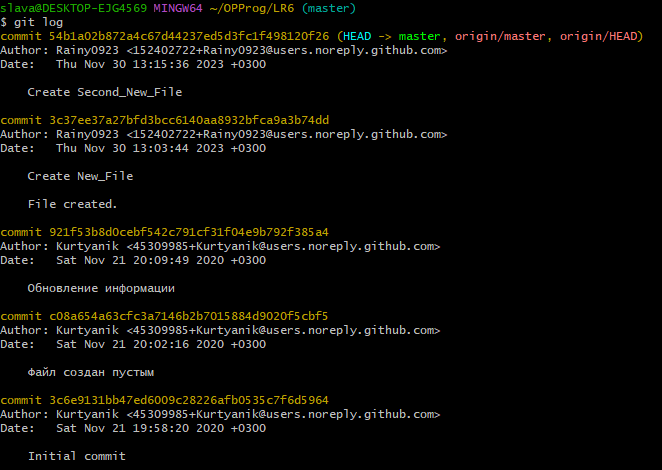 slava@DESKTOP-EJG4569 MINGW64 ~/OPProg/LR6 (master)
$ git log
commit 54b1a02b872a4c67d44237ed5d3fc1f498120f26 (HEAD -> master, origin/master, origin/HEAD)
Author: Rainy0923 <152402722+Rainy0923@users.noreply.github.com>
Date:   Thu Nov 30 13:15:36 2023 +0300
    Create Second_New_File
commit 3c37ee37a27bfd3bcc6140aa8932bfca9a3b74dd
Author: Rainy0923 <152402722+Rainy0923@users.noreply.github.com>
Date:   Thu Nov 30 13:03:44 2023 +0300
    Create New_File
    File created.
commit 921f53b8d0cebf542c791cf31f04e9b792f385a4
Author: Kurtyanik <45309985+Kurtyanik@users.noreply.github.com>
Date:   Sat Nov 21 20:09:49 2020 +0300
    Обновление информации
commit c08a654a63cfc3a7146b2b7015884d9020f5cbf5
Author: Kurtyanik <45309985+Kurtyanik@users.noreply.github.com>
Date:   Sat Nov 21 20:02:16 2020 +0300
    Файл создан пустым
commit 3c6e9131bb47ed6009c28226afb0535c7f6d5964
Author: Kurtyanik <45309985+Kurtyanik@users.noreply.github.com>
Date:   Sat Nov 21 19:58:20 2020 +0300
    Initial commit